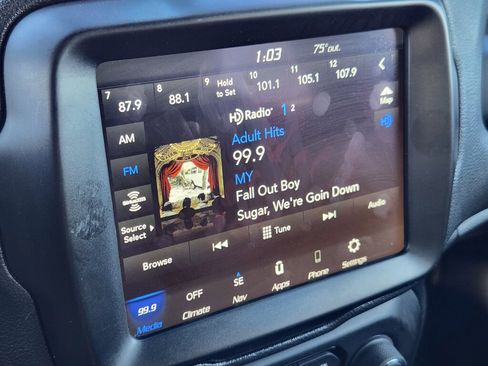 1:03 75°out.
7 87.9 8 88.1 9 Hold to Set 10 101.1 11 105.1 12 107.9
Map
AM
FM
SiriusXM
Source Select
HD Radio 1 2
HD
Adult Hits
99.9
MY
Fall Out Boy
Sugar, We're Goin Down
Browse Tune Audio
99.9 OFF SE
Media Climate Nav Apps Phone Settings